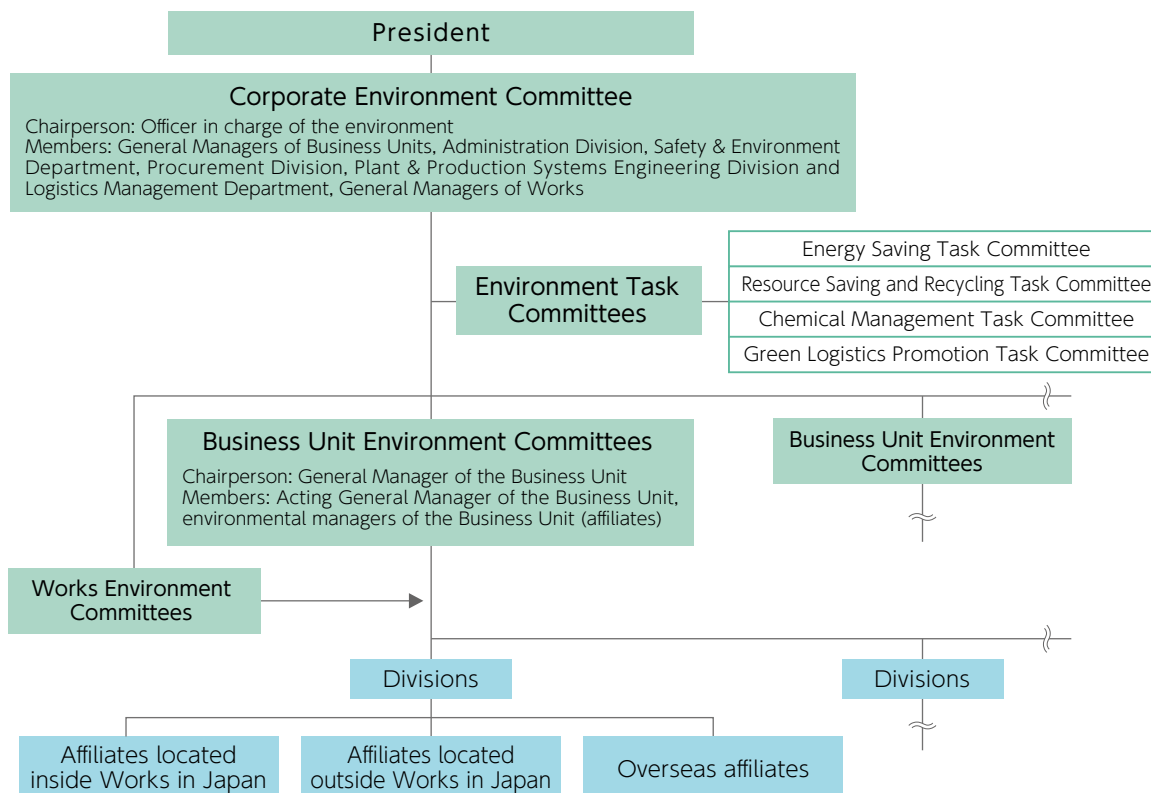 President
Corporate Environment Committee
Chairperson: Officer in charge of the environment
Members: General Managers of Business Units, Administration Division, Safety & Environment
Department, Procurement Division, Plant & Production Systems Engineering Division and
Logistics Management Department, General Managers of Works
Environment Task
Committees
Energy Saving Task Committee
Resource Saving and Recycling Task Committee
Chemical Management Task Committee
Green Logistics Promotion Task Committee
Business Unit Environment Committees
Chairperson: General Manager of the Business Unit
Members: Acting General Manager of the Business Unit,
environmental managers of the Business Unit (affiliates)
Business Unit Environment
Committees
Works Environment
Committees
Divisions
Divisions
Affiliates located
inside Works in Japan
Affiliates located
outside Works in Japan
Overseas affiliates